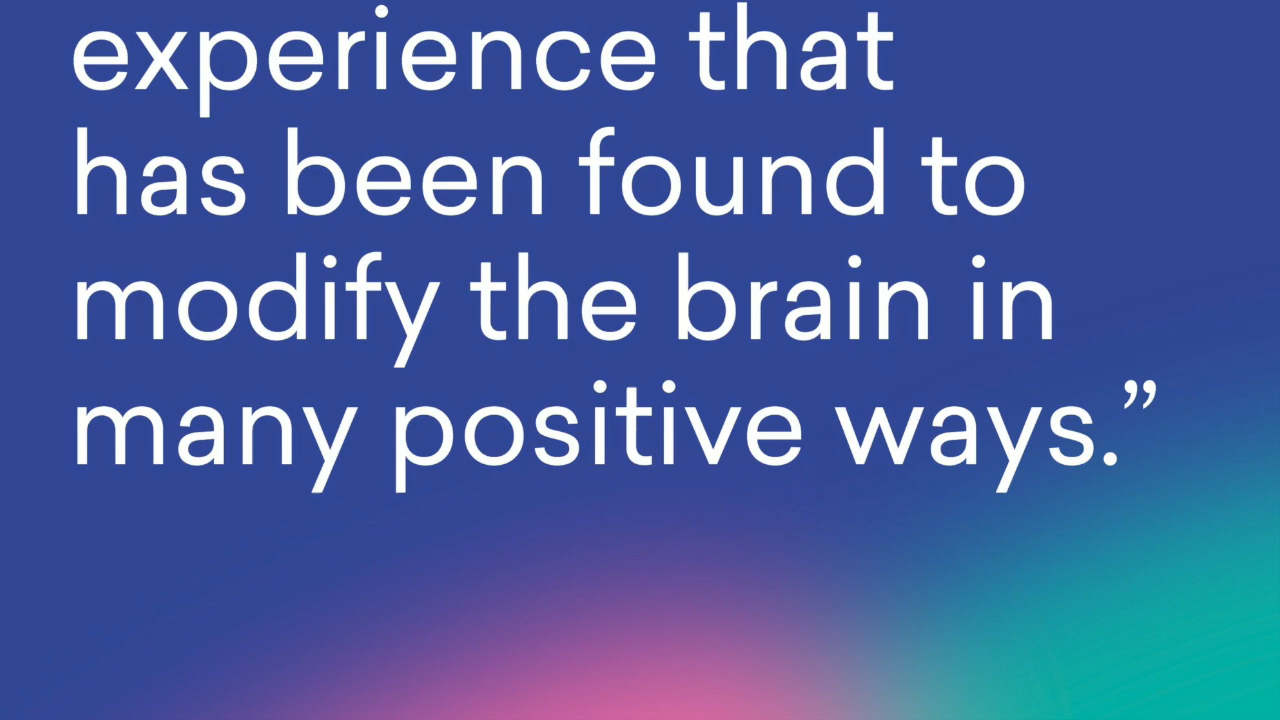 experience that
has been found to
modify the brain in
many positive ways.”